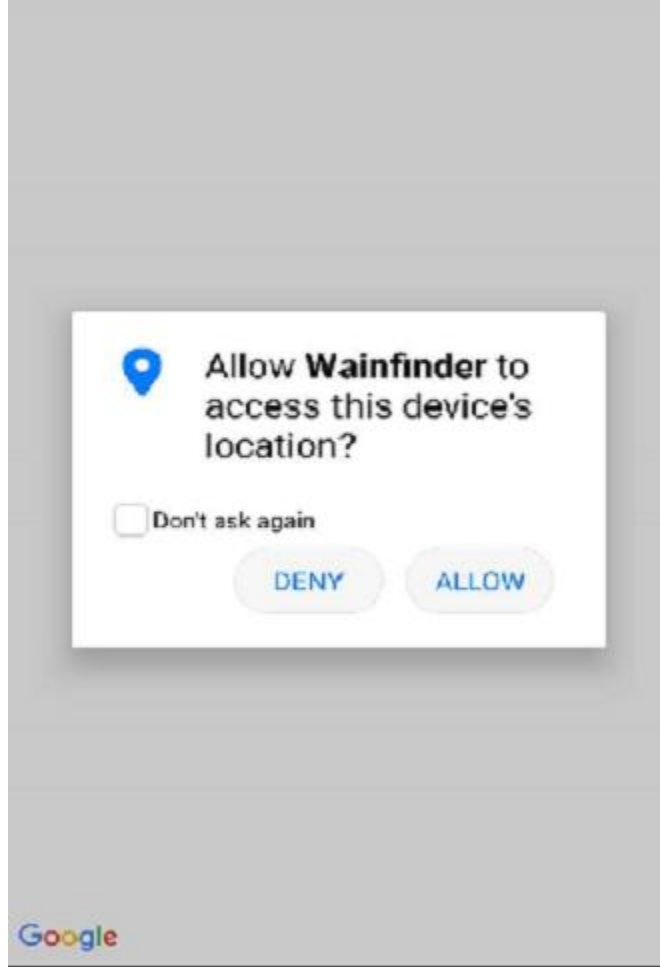 Allow Wainfinder to
access this device's
location?
Don't ask again
DENY ALLOW
Google